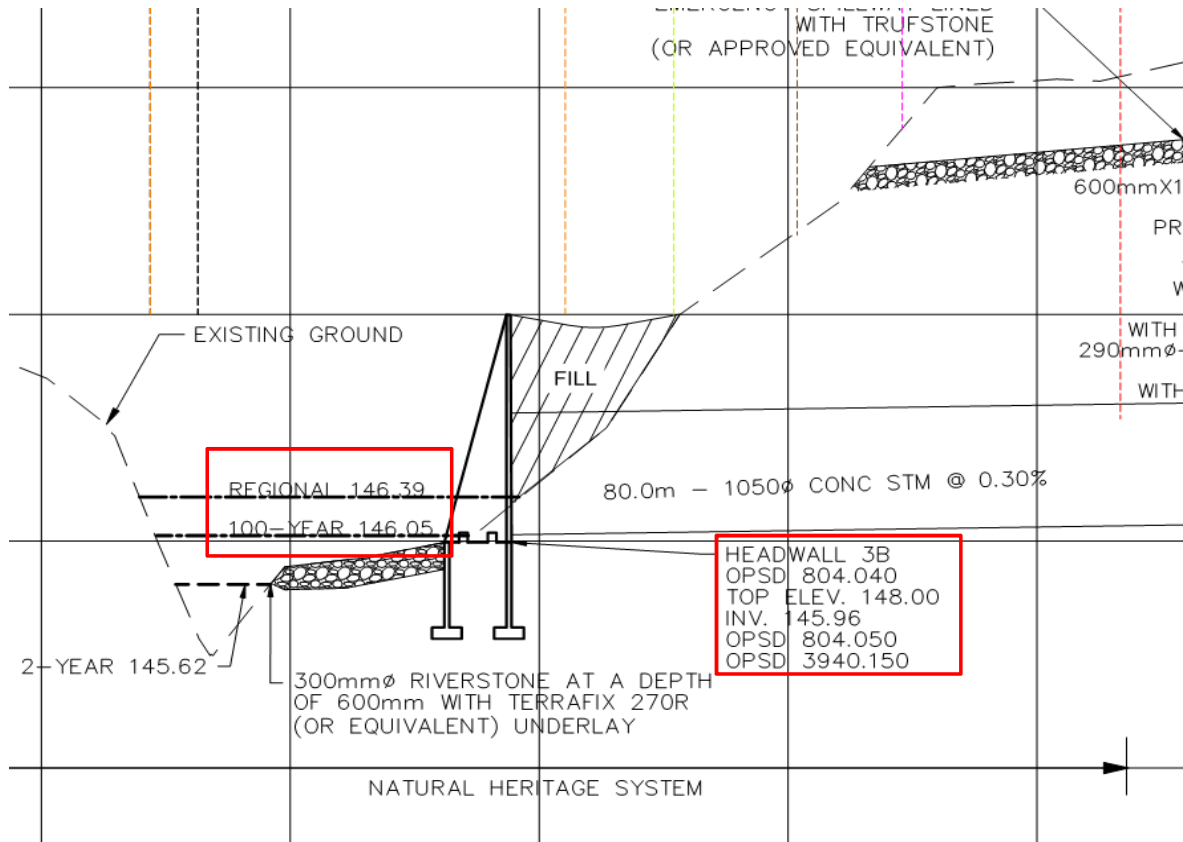 WITH TRUFSTONE
(OR APPROVED EQUIVALENT)
600mmX1
PR
W
EXISTING GROUND
WITH
290mmø-
FILL
WITH
REGIONAL 146.39
80.0m - 1050ø CONC STM @ 0.30%
100-YEAR 146.05
HEADWALL 3B
OPSD 804.040
TOP ELEV. 148.00
INV. 145.96
OPSD 804.050
OPSD 3940.150
2-YEAR 145.62
300mmø RIVERSTONE AT A DEPTH
OF 600mm WITH TERRAFIX 270R
(OR EQUIVALENT) UNDERLAY
NATURAL HERITAGE SYSTEM